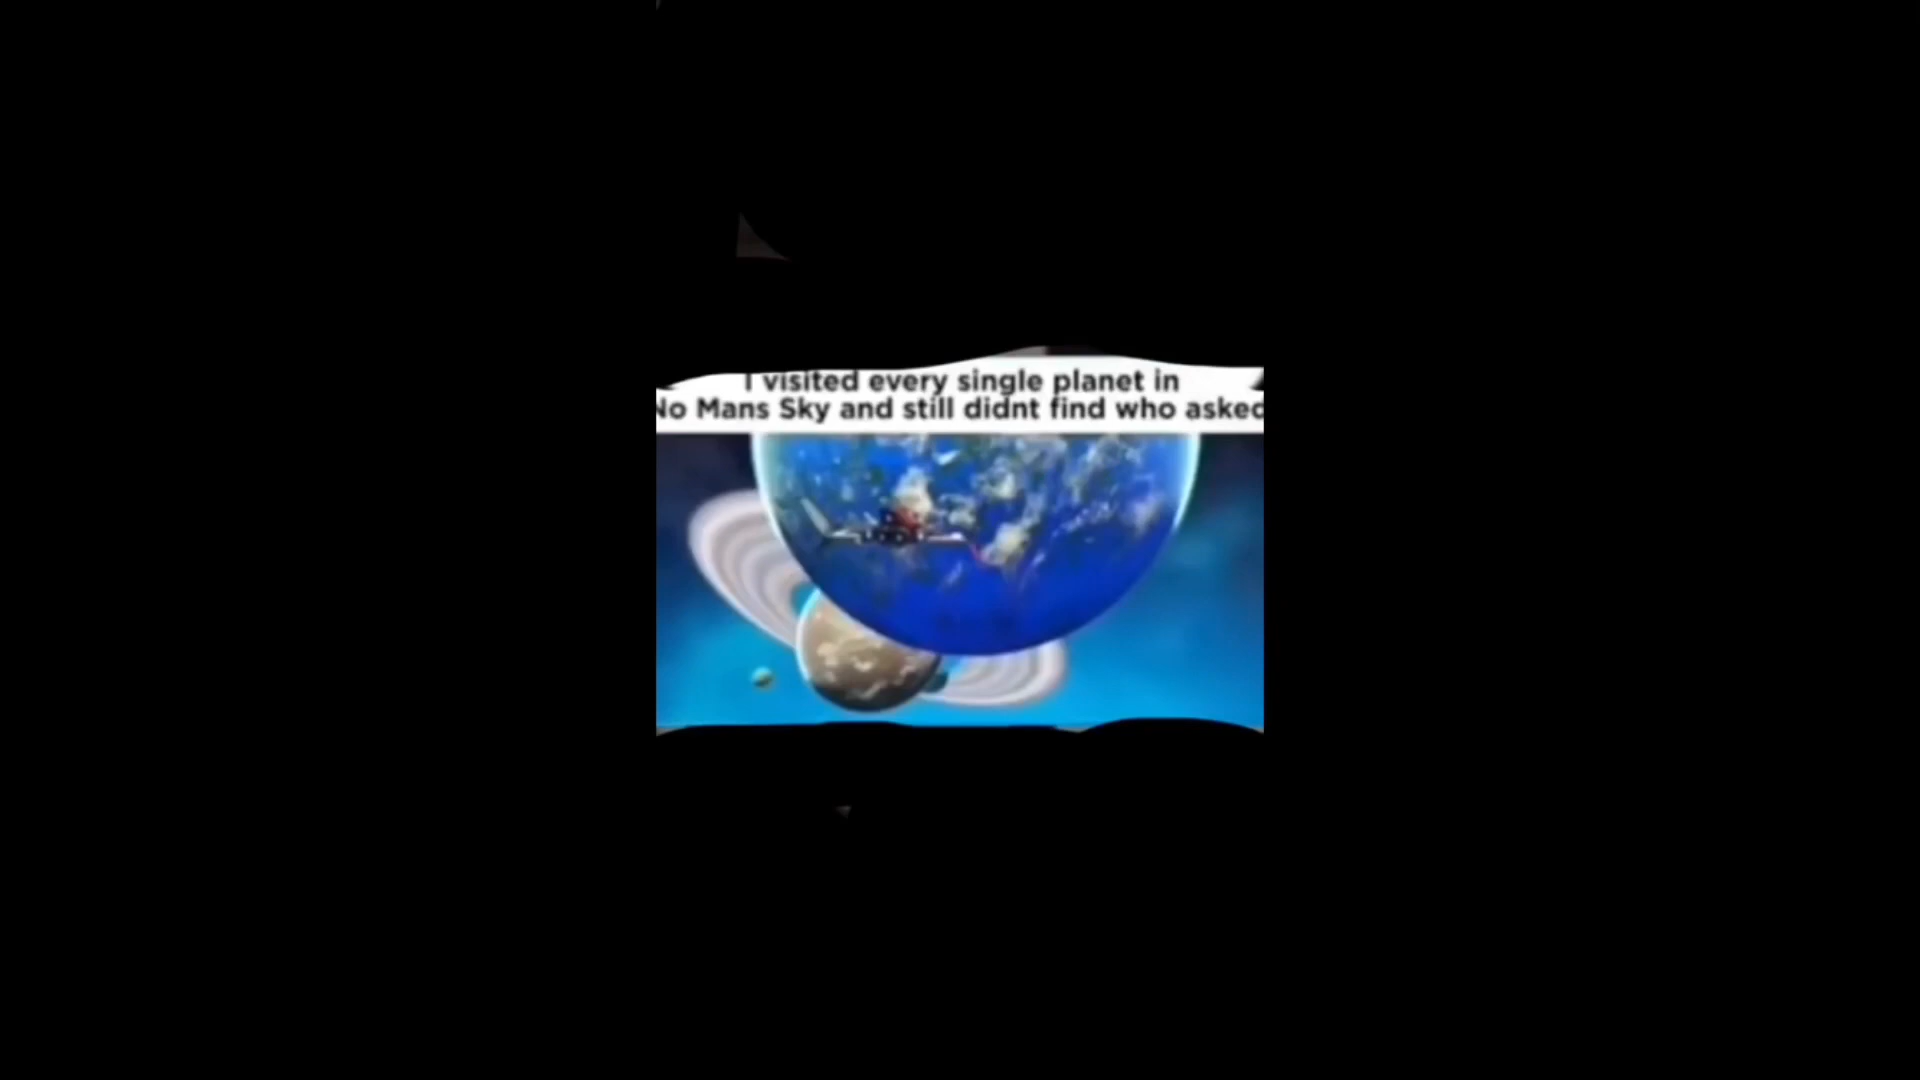 I visited every single planet in
No Mans Sky and still didnt find who asked